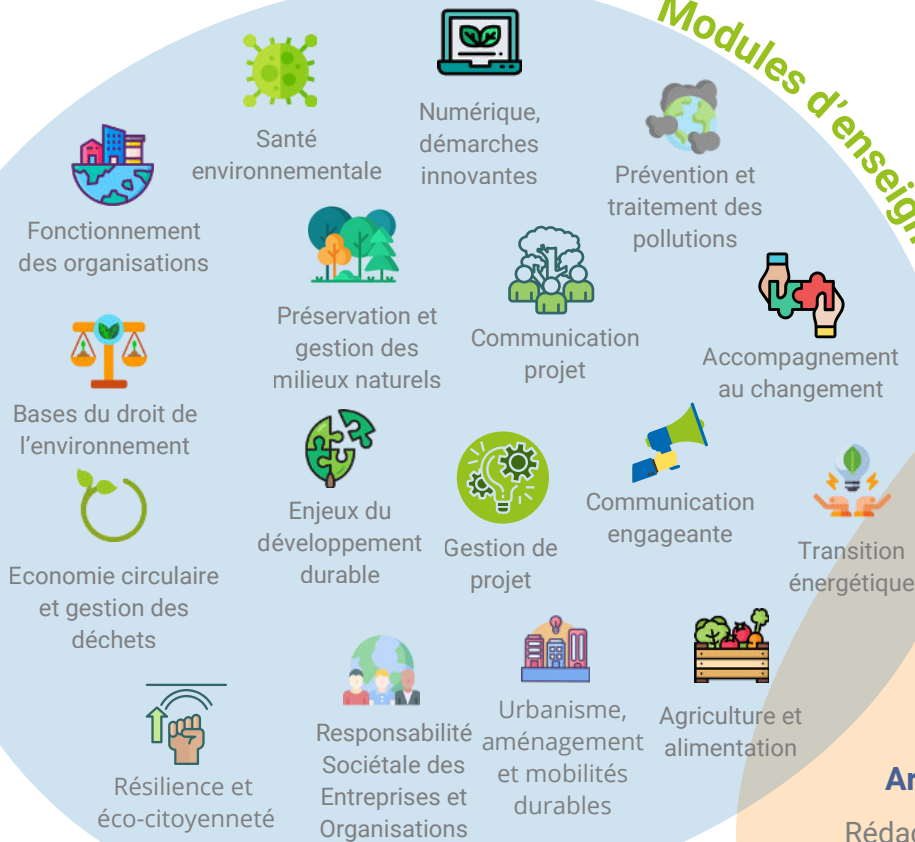 Modules d'enseign
Santé
environnementale
Numérique,
démarches
innovantes
Prévention et
traitement des
pollutions
Fonctionnement
des organisations
Préservation et
gestion des
milieux naturels
Communication
projet
Accompagnement
au changement
Bases du droit de
l'environnement
Enjeux du
développement
durable
Gestion de
projet
Communication
engageante
Transition
énergétique
Economie circulaire
et gestion des
déchets
Résilience et
éco-citoyenneté
Responsabilité
Sociétale des
Entreprises et
Organisations
Urbanisme,
aménagement
et mobilités
durables
Agriculture et
alimentation
Ar
Rédac